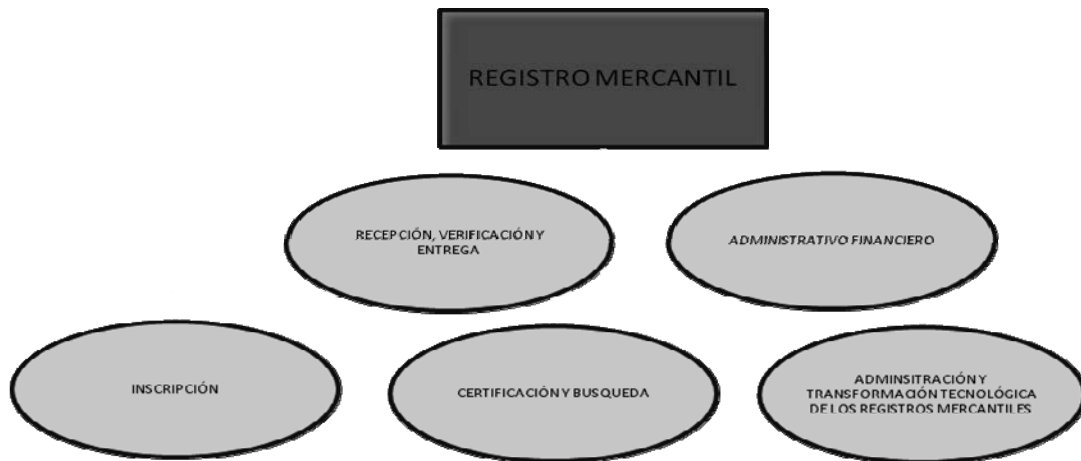 REGISTRO MERCANTIL
RECEPCIÓN, VERIFICACIÓN Y
ENTREGA
ADMINISTRATIVO FINANCIERO
INSCRIPCIÓN
CERTIFICACIÓN Y BUSQUEDA
ADMINSITRACIÓN Y
TRANSFORMACIÓN TECNOLÓGICA
DE LOS REGISTROS MERCANTILES